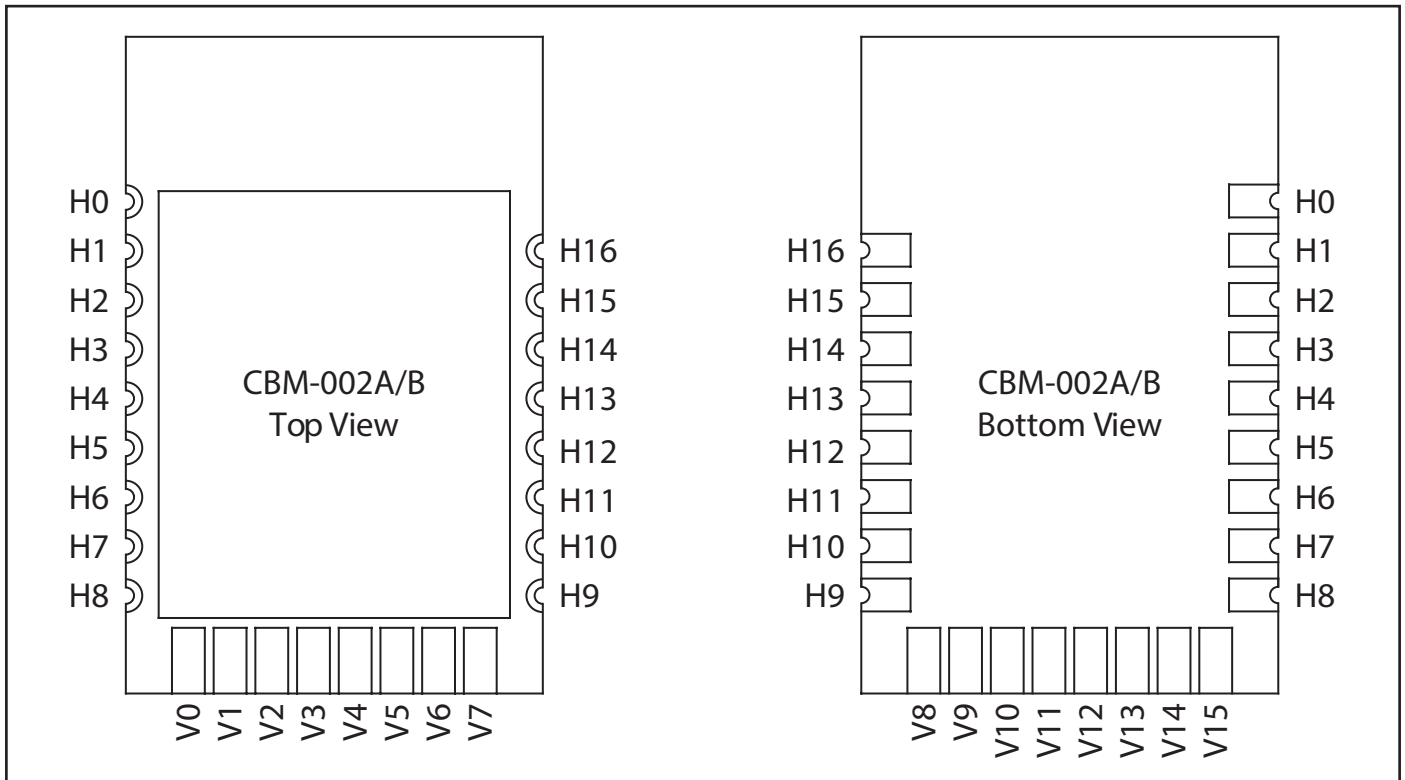 H0
H1
H2
H3
H4
H5
H6
H7
H8
H16
H15
H14
H13
H12
H11
H10
H9
CBM-002A/B
Top View
V0
V1
V2
V3
V4
V5
V6
V7
H16
H15
H14
H13
H12
H11
H10
H9
CBM-002A/B
Bottom View
H0
H1
H2
H3
H4
H5
H6
H7
H8
V8
V9
V10
V11
V12
V13
V14
V15